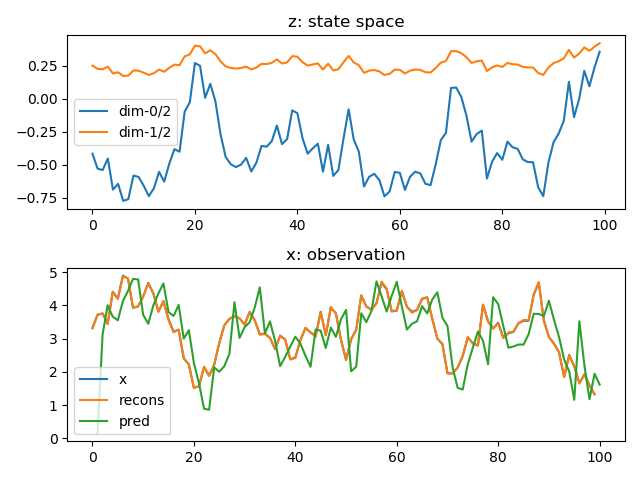 z: state space
0.25
0.00
−0.25
−0.50
−0.75
dim-0/2
dim-1/2
0 20 40 60 80 100
x: observation
5
4
3
2
1
0
x
recons
pred
0 20 40 60 80 100